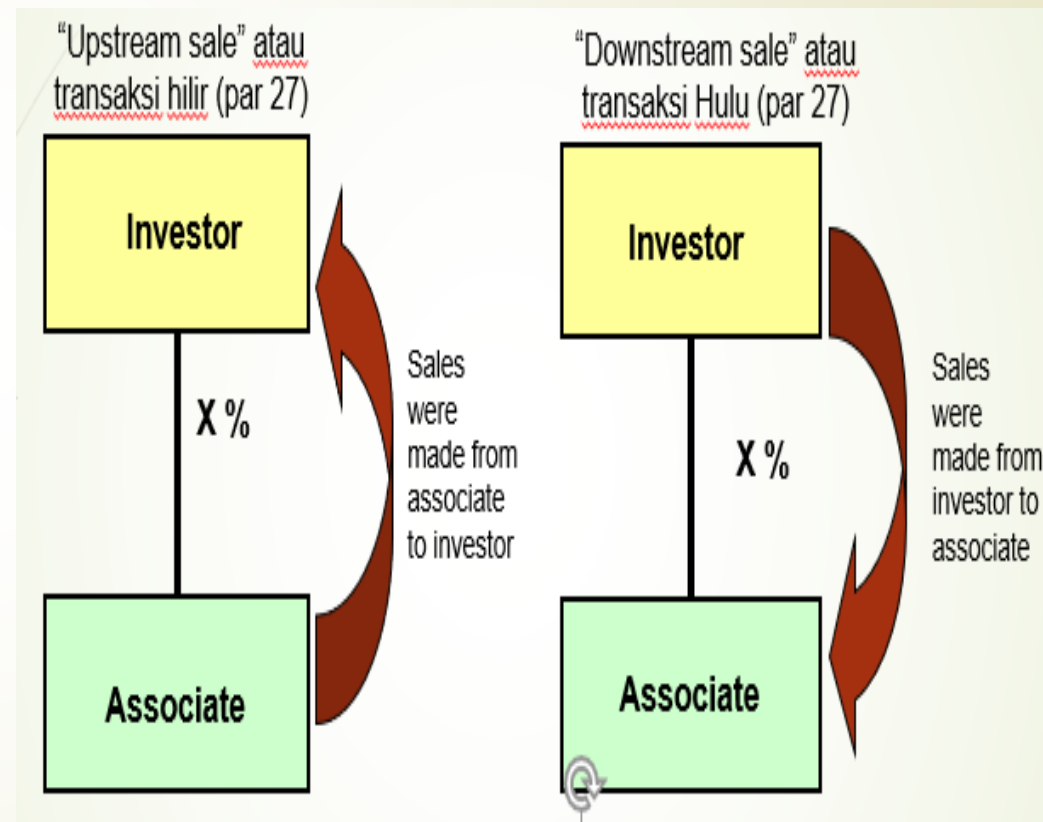 “Upstream sale” atau
transaksi hilir (par 27)
Investor
X %
Sales
were
made from
associate
to investor
Associate
“Downstream sale” atau
transaksi Hulu (par 27)
Investor
X %
Sales
were
made from
investor to
associate
Associate